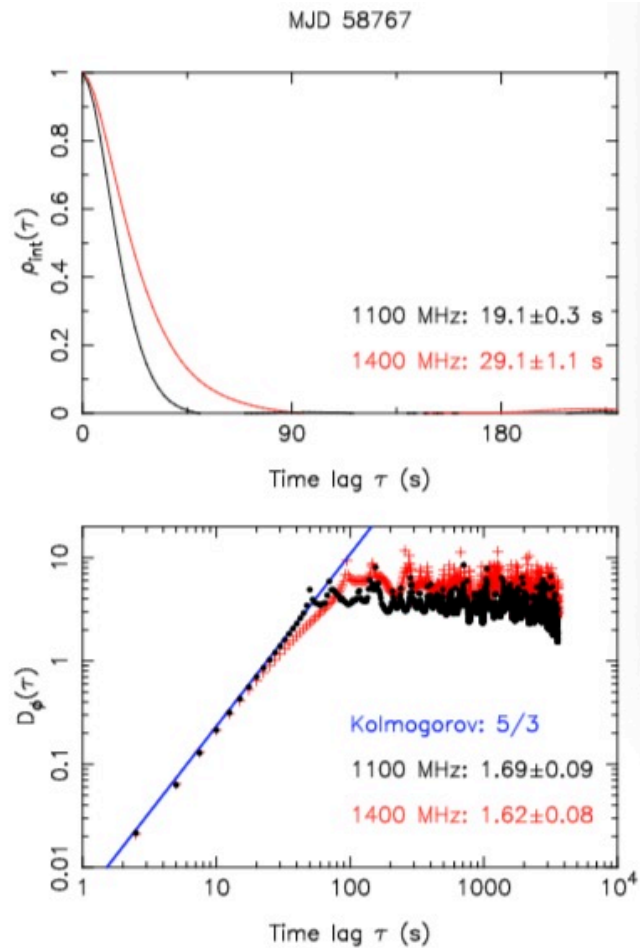 MJD 58767
1
0.8
0.6
0.4
0.2
0
ρint(τ)
1100 MHz: 19.1±0.3 s
1400 MHz: 29.1±1.1 s
0 90 180
Time lag τ (s)
10
1
0.1
0.01
Dϕ(τ)
Kolmogorov: 5/3
1100 MHz: 1.69±0.09
1400 MHz: 1.62±0.08
1 10 100 1000 10⁴
Time lag τ (s)